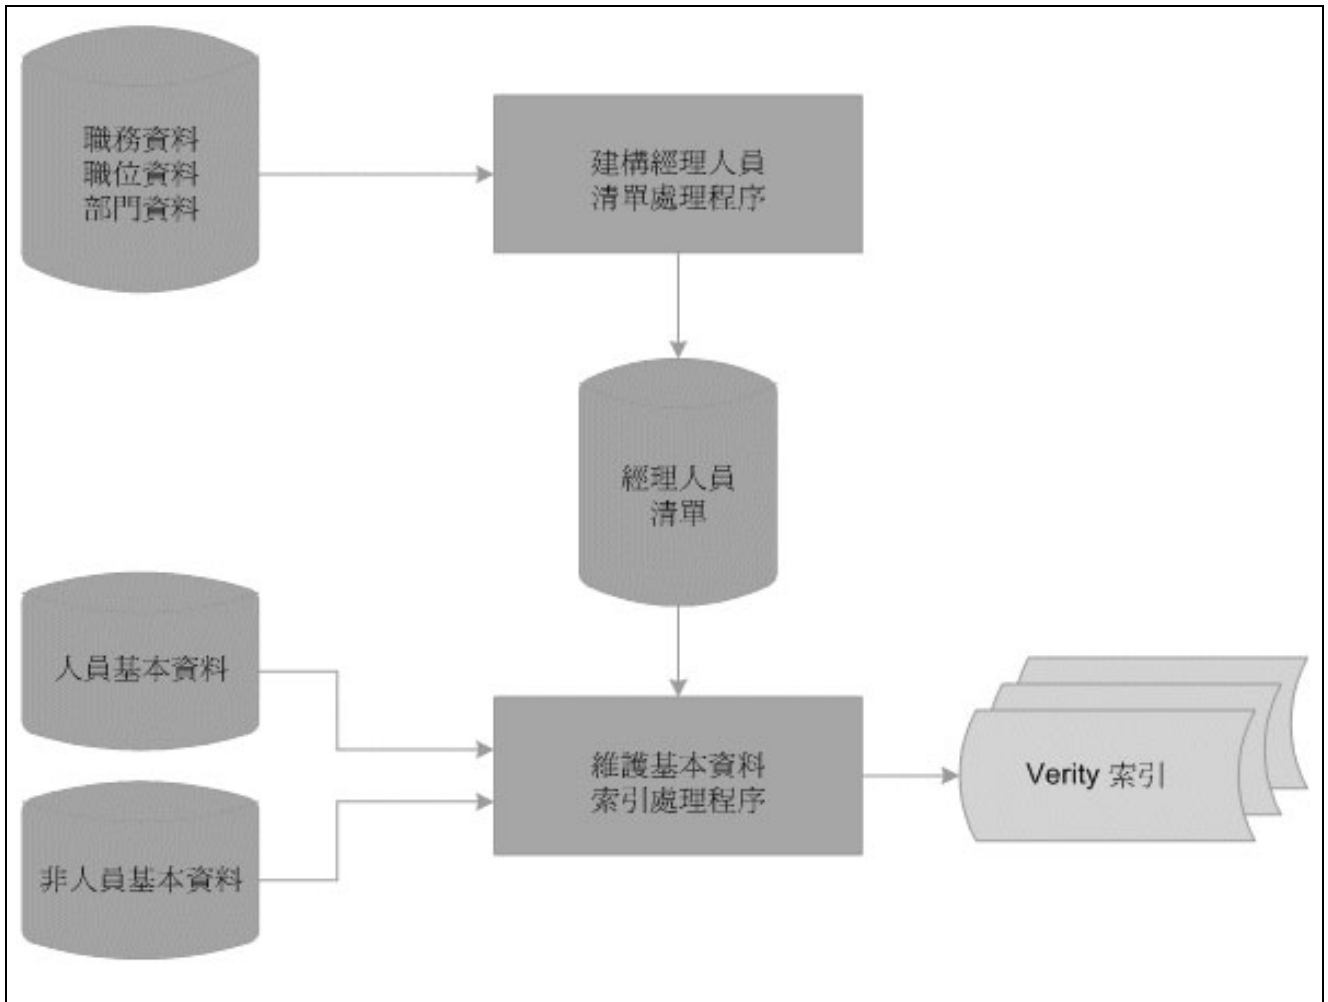 職務資料
職位資料
部門資料
建構經理人員
清單處理程序
經理人員
清單
人員基本資料
維護基本資料
索引處理程序
Verity 索引
非人員基本資料